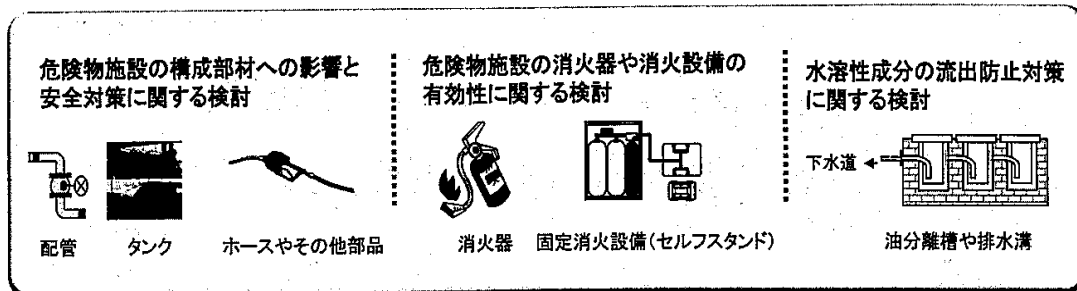 危険物施設の構成部材への影響と
安全対策に関する検討
配管
タンク
ホースやその他部品
危険物施設の消火器や消火設備の
有効性に関する検討
消火器
固定消火設備(セルフスタンド)
水溶性成分の流出防止対策
に関する検討
下水道
油分離槽や排水溝